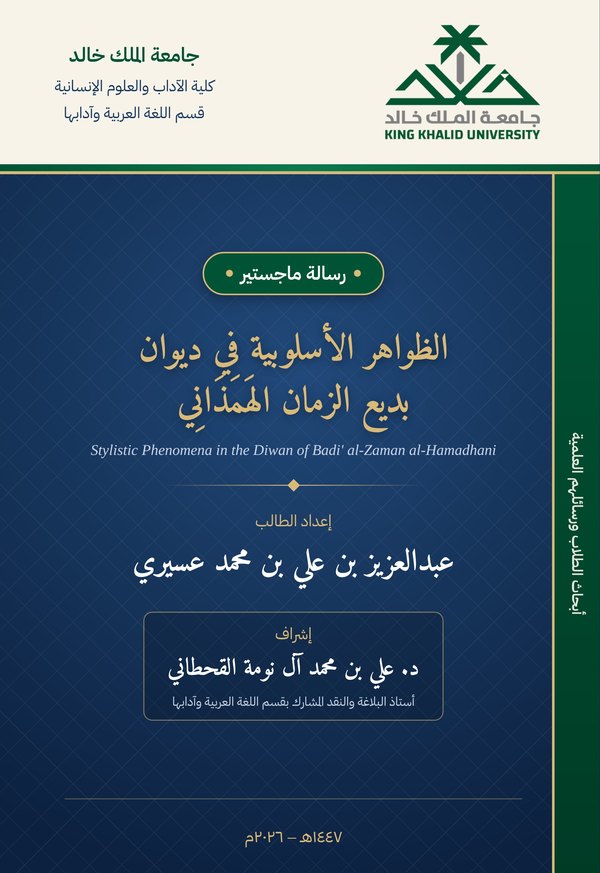 جامعة الملك خالد
كلية الآداب والعلوم الإنسانية
قسم اللغة العربية وآدابها
جامعة الملك خالد
KING KHALID UNIVERSITY
رسالة ماجستير
الظواهر الأسلوبية فِي ديوان
بديع الزمان الهَمَذَانِي
Stylistic Phenomena in the Diwan of Badi' al-Zaman al-Hamadhani
إعداد الطالب
عبدالعزيز بن علي بن محمد عسيري
إشراف
د. علي بن محمد آل نومة القحطاني
أستاذ البلاغة والنقد المشارك بقسم اللغة العربية وآدابها
أبحاث الطلاب ورسائلهم العلمية
١٤٤٧هـ – ٢٠٢٦م